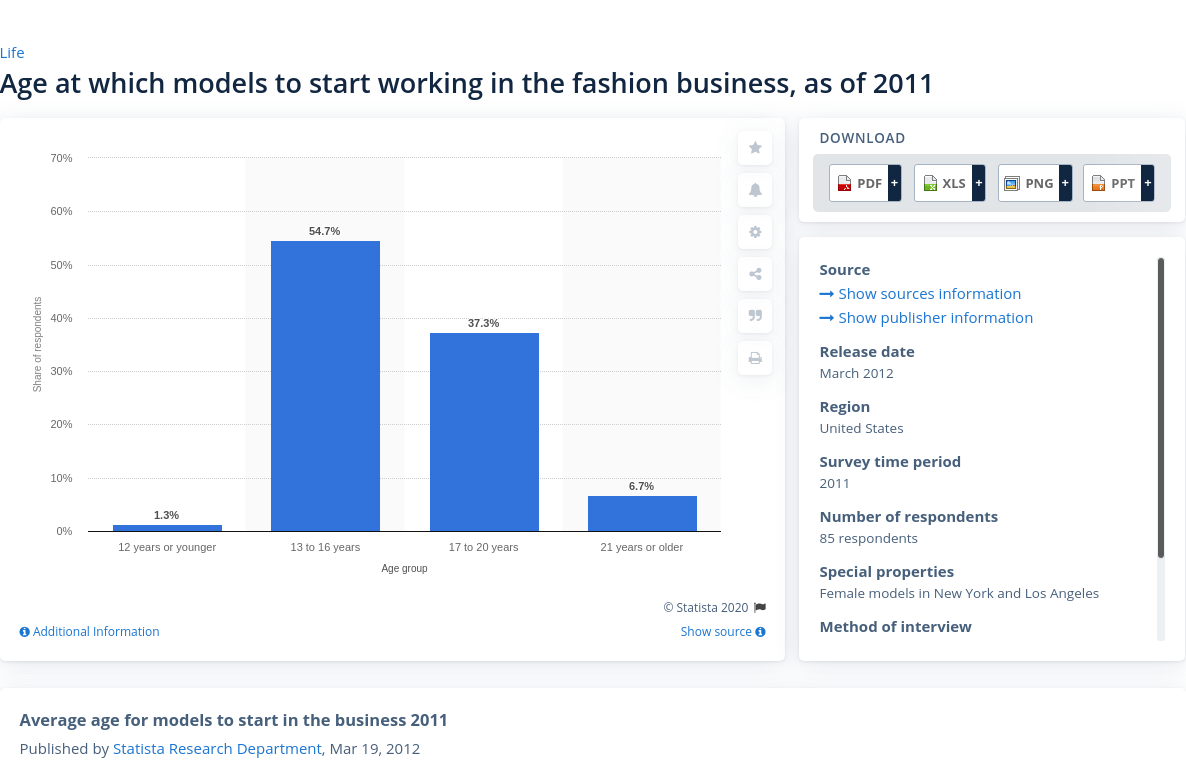 Life
Age at which models to start working in the fashion business, as of 2011
70%
60%
50%
40%
30%
20%
10%
0%
Share of respondents
1.3%
54.7%
37.3%
6.7%
12 years or younger
13 to 16 years
17 to 20 years
21 years or older
Age group
© Statista 2020
Additional Information
Show source
DOWNLOAD
PDF +
XLS +
PNG +
PPT +
Source
Show sources information
Show publisher information
Release date
March 2012
Region
United States
Survey time period
2011
Number of respondents
85 respondents
Special properties
Female models in New York and Los Angeles
Method of interview
Average age for models to start in the business 2011
Published by Statista Research Department, Mar 19, 2012